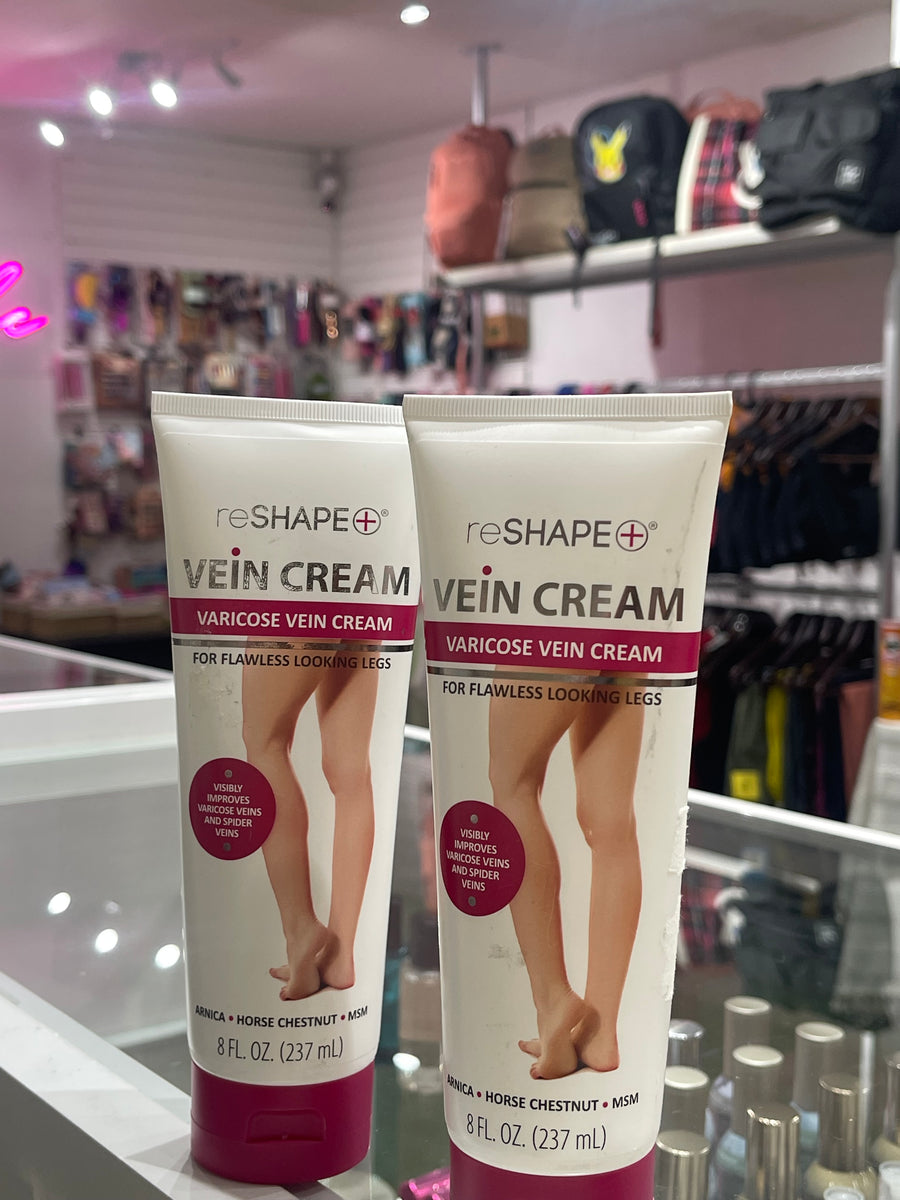 reSHAPE+®
VEIN CREAM
VARICOSE VEIN CREAM
FOR FLAWLESS LOOKING LEGS
VISIBLY
IMPROVES
VARICOSE VEINS
AND SPIDER
VEINS
ARNICA • HORSE CHESTNUT • MSM
8 FL. OZ. (237 mL)
reSHAPE+®
VEIN CREAM
VARICOSE VEIN CREAM
FOR FLAWLESS LOOKING LEGS
VISIBLY
IMPROVES
VARICOSE VEINS
AND SPIDER
VEINS
ARNICA • HORSE CHESTNUT • MSM
8 FL. OZ. (237 mL)